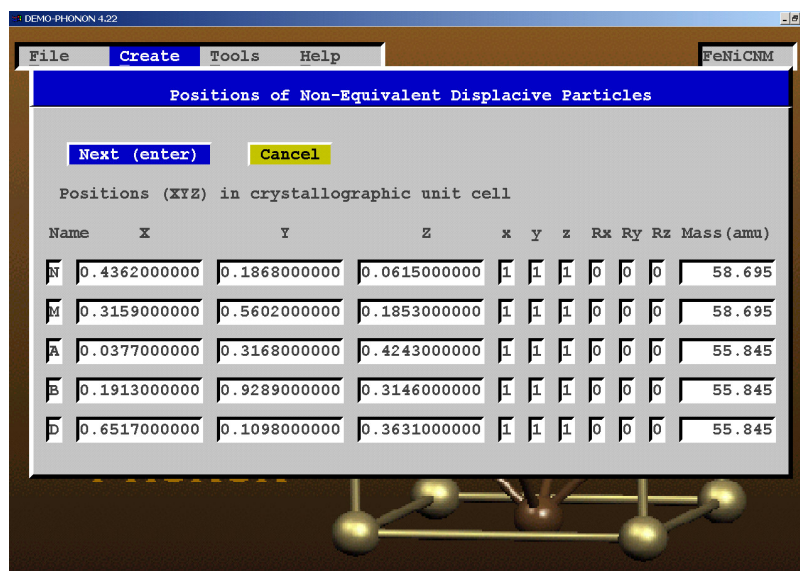 DEMO-PHONON 4.22
File Create Tools Help FeNiCNM
Positions of Non-Equivalent Displacive Particles
Next (enter) Cancel
Positions (XYZ) in crystallographic unit cell
Name X Y Z x y z Rx Ry Rz Mass(amu)
N 0.4362000000 0.1868000000 0.0615000000 1 1 1 0 0 0 58.695
M 0.3159000000 0.5602000000 0.1853000000 1 1 1 0 0 0 58.695
A 0.0377000000 0.3168000000 0.4243000000 1 1 1 0 0 0 55.845
B 0.1913000000 0.9289000000 0.3146000000 1 1 1 0 0 0 55.845
D 0.6517000000 0.1098000000 0.3631000000 1 1 1 0 0 0 55.845